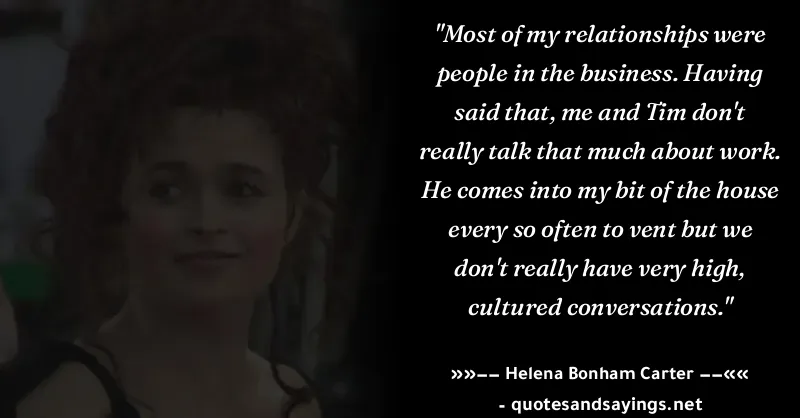 "Most of my relationships were
people in the business. Having
said that, me and Tim don't
really talk that much about work.
He comes into my bit of the house
every so often to vent but we
don't really have very high,
cultured conversations."
»»−− Helena Bonham Carter −−««
- quotesandsayings.net